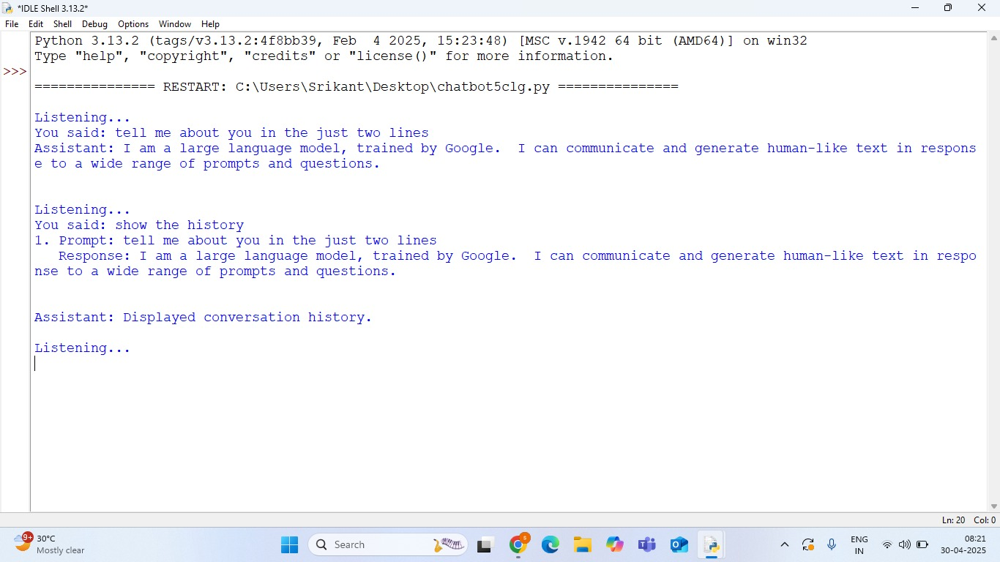 *IDLE Shell 3.13.2*
File Edit Shell Debug Options Window Help
Python 3.13.2 (tags/v3.13.2:4f8bb39, Feb  4 2025, 15:23:48) [MSC v.1942 64 bit (AMD64)] on win32
Type "help", "copyright", "credits" or "license()" for more information.
>>>
=============== RESTART: C:\Users\Srikant\Desktop\chatbot5clg.py ===============
Listening...
You said: tell me about you in the just two lines
Assistant: I am a large language model, trained by Google.  I can communicate and generate human-like text in respons
e to a wide range of prompts and questions.
Listening...
You said: show the history
1. Prompt: tell me about you in the just two lines
   Response: I am a large language model, trained by Google.  I can communicate and generate human-like text in respo
nse to a wide range of prompts and questions.
Assistant: Displayed conversation history.
Listening...
Ln: 20 Col: 0
9+
30°C
Mostly clear
Search
S
ENG
IN
08:21
30-04-2025